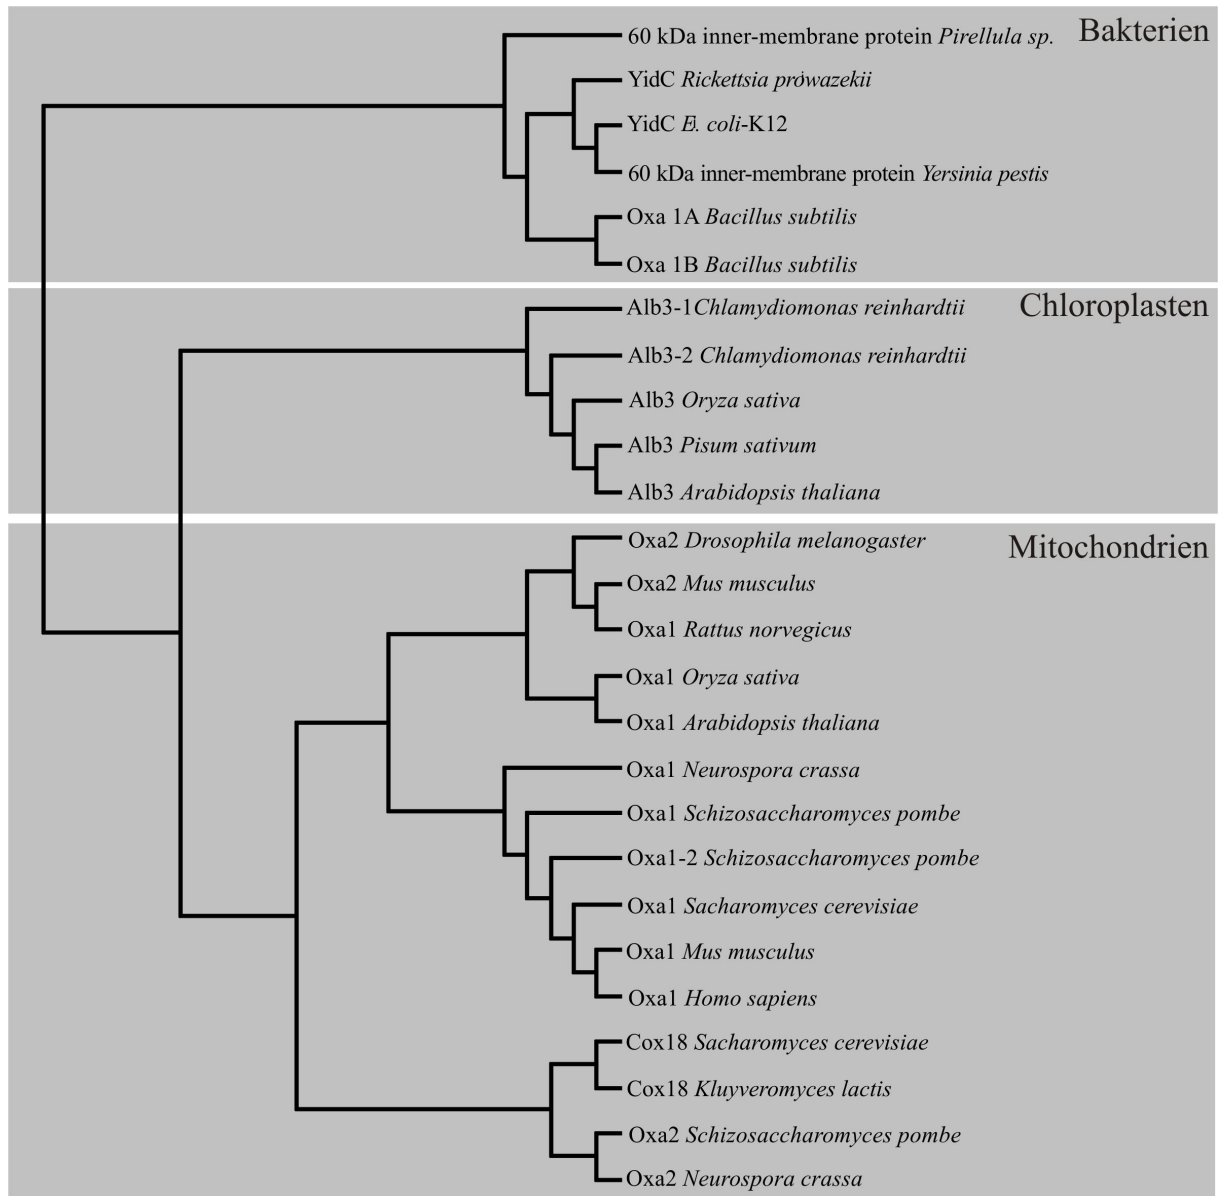 Bakterien
60 kDa inner-membrane protein Pirellula sp.
YidC Rickettsia prowazekii
YidC E. coli-K12
60 kDa inner-membrane protein Yersinia pestis
Oxa 1A Bacillus subtilis
Oxa 1B Bacillus subtilis
Chloroplasten
Alb3-1Chlamydiomonas reinhardtii
Alb3-2 Chlamydiomonas reinhardtii
Alb3 Oryza sativa
Alb3 Pisum sativum
Alb3 Arabidopsis thaliana
Mitochondrien
Oxa2 Drosophila melanogaster
Oxa2 Mus musculus
Oxa1 Rattus norvegicus
Oxa1 Oryza sativa
Oxa1 Arabidopsis thaliana
Oxa1 Neurospora crassa
Oxa1 Schizosaccharomyces pombe
Oxa1-2 Schizosaccharomyces pombe
Oxa1 Sacharomyces cerevisiae
Oxa1 Mus musculus
Oxa1 Homo sapiens
Cox18 Sacharomyces cerevisiae
Cox18 Kluyveromyces lactis
Oxa2 Schizosaccharomyces pombe
Oxa2 Neurospora crassa